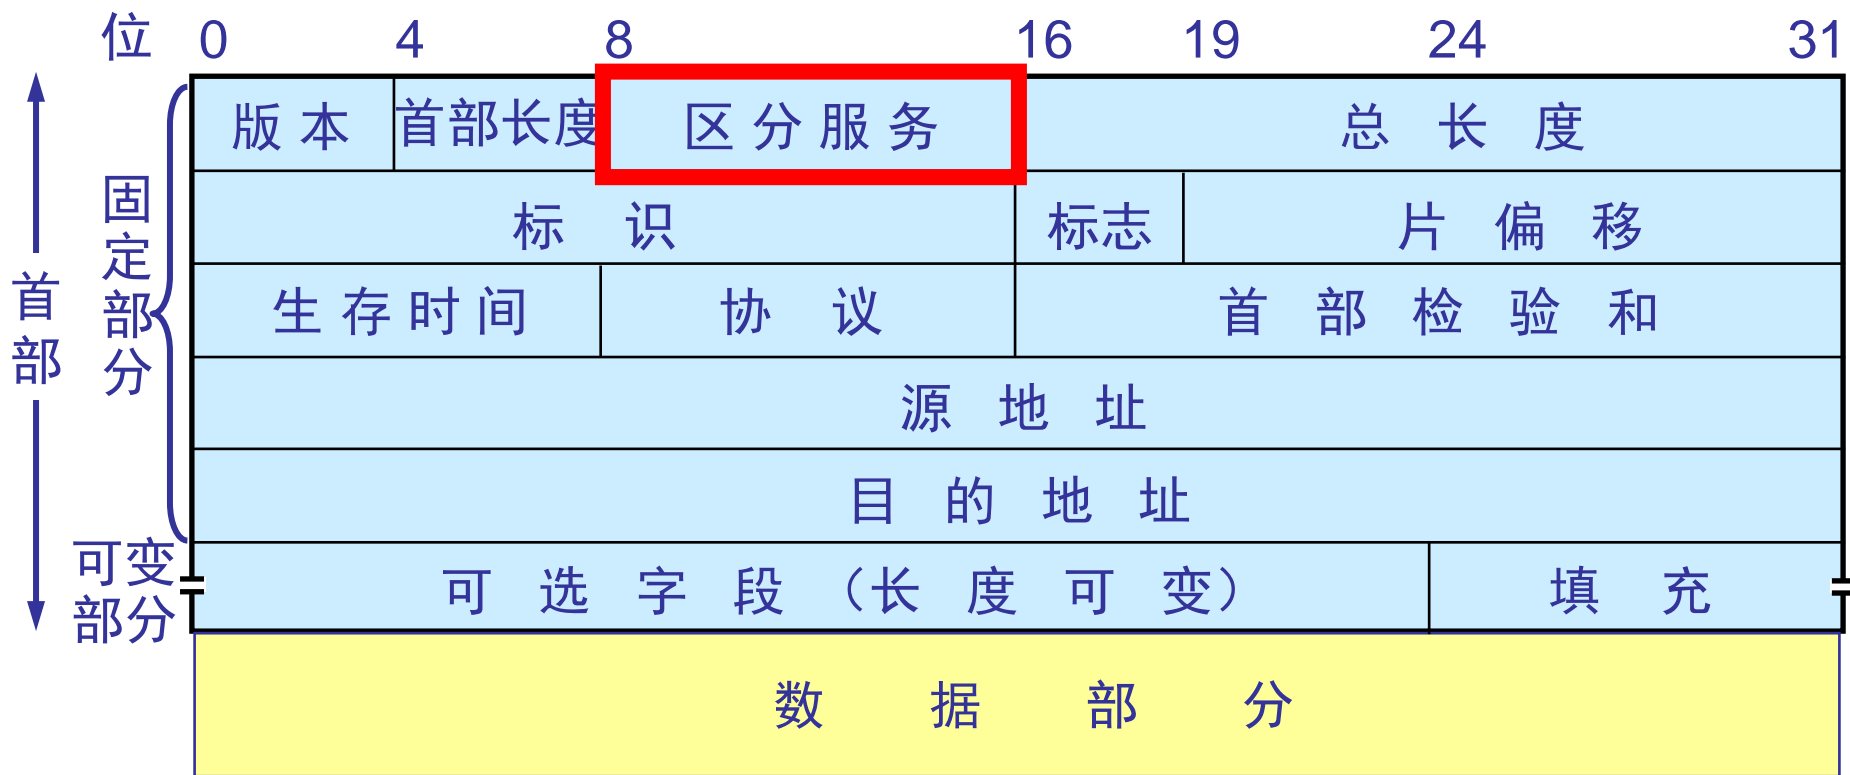 位 0 4 8 16 19 24 31
版本 首部长度 区分服务 总长度
标识 标志 片偏移
生存时间 协议 首部检验和
源地址
目的地址
可选字段（长度可变） 填充
数据部分
首部
固定部分
可变
部分